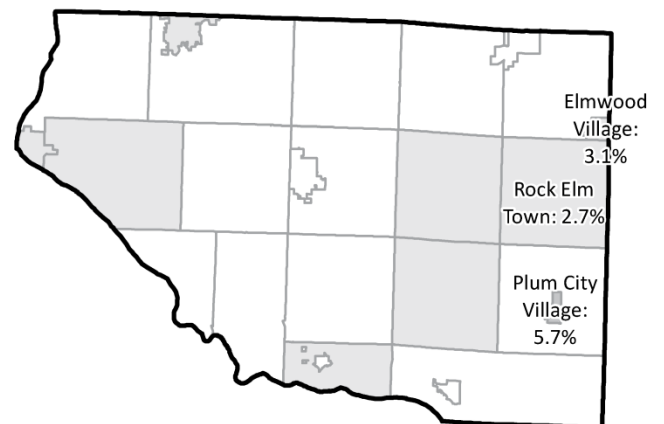 Elmwood
Village:
3.1%
Rock Elm
Town: 2.7%
Plum City
Village:
5.7%